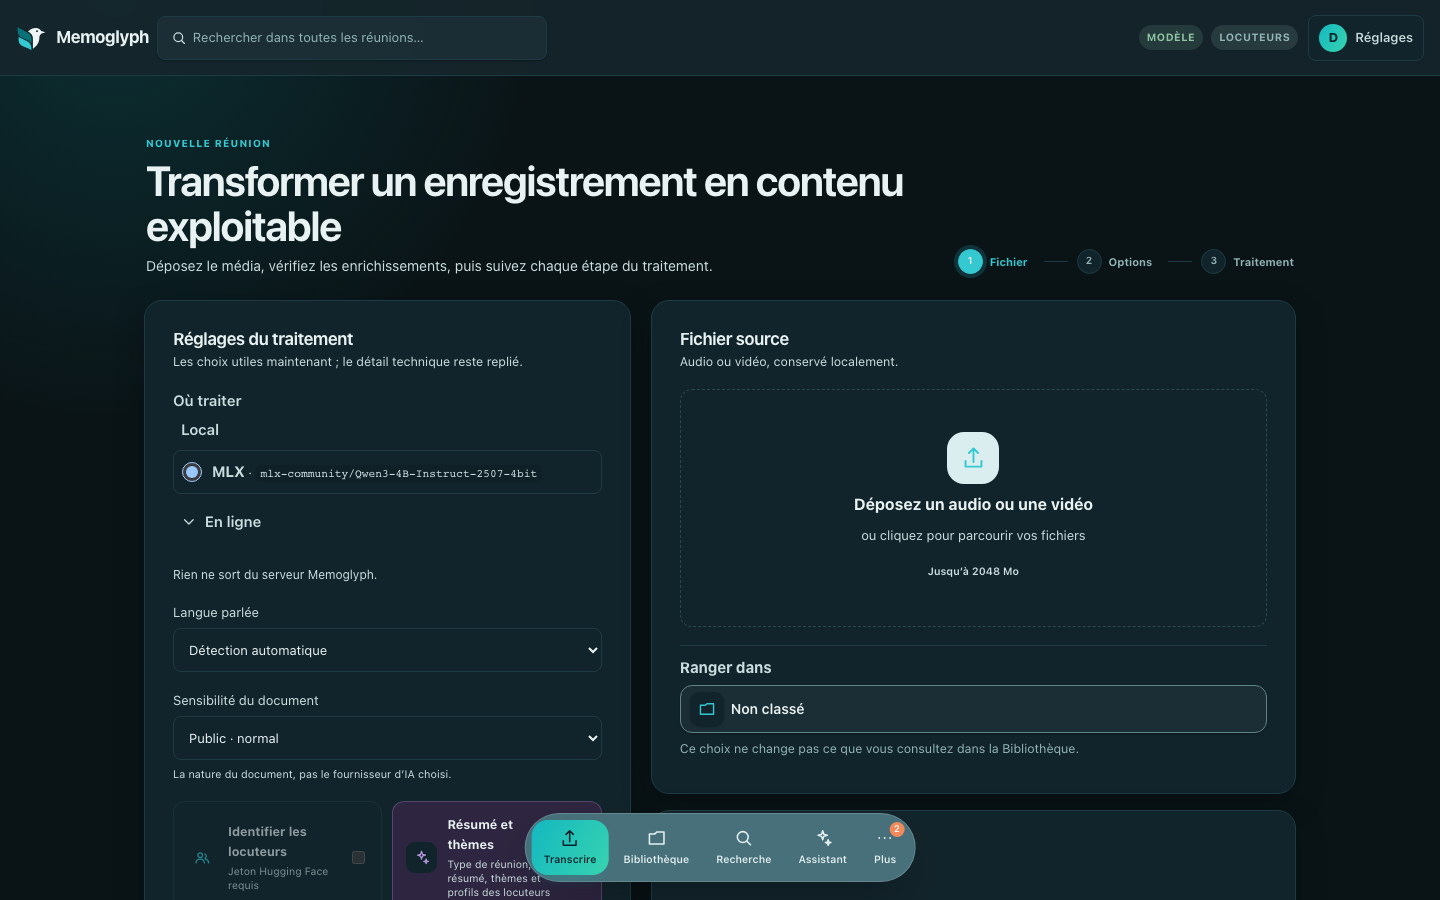 Memoglyph
Rechercher dans toutes les réunions…
MODÈLE
LOCUTEURS
D
Réglages
NOUVELLE RÉUNION
Transformer un enregistrement en contenu
exploitable
Déposez le média, vérifiez les enrichissements, puis suivez chaque étape du traitement.
1 Fichier
2 Options
3 Traitement
Réglages du traitement
Les choix utiles maintenant ; le détail technique reste replié.
Où traiter
Local
MLX · mlx-community/Qwen3-4B-Instruct-2507-4bit
En ligne
Rien ne sort du serveur Memoglyph.
Langue parlée
Détection automatique
Sensibilité du document
Public · normal
La nature du document, pas le fournisseur d’IA choisi.
Identifier les
locuteurs
Jeton Hugging Face
requis
Résumé et
thèmes
Type de réunion,
résumé, thèmes et
profils des locuteurs
Fichier source
Audio ou vidéo, conservé localement.
Déposez un audio ou une vidéo
ou cliquez pour parcourir vos fichiers
Jusqu’à 2048 Mo
Ranger dans
Non classé
Ce choix ne change pas ce que vous consultez dans la Bibliothèque.
Transcrire
Bibliothèque
Recherche
Assistant
2
Plus